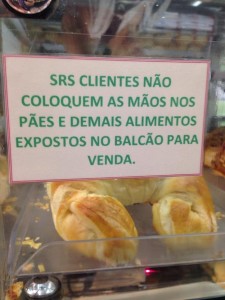 SRS CLIENTES NÃO
COLOQUEM AS MÃOS NOS
PÃES E DEMAIS ALIMENTOS
EXPOSTOS NO BALCÃO PARA
VENDA.